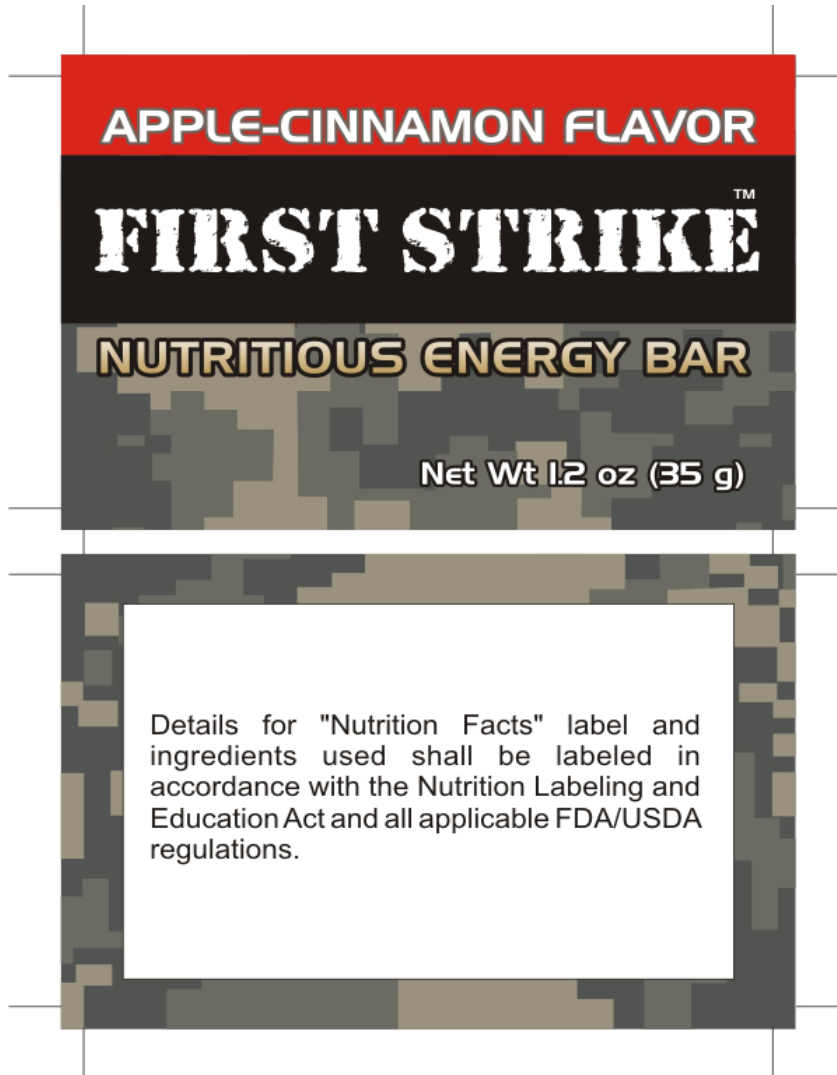 APPLE-CINNAMON FLAVOR
FIRST STRIKE™
NUTRITIOUS ENERGY BAR
Net Wt 1.2 oz (35 g)
Details for "Nutrition Facts" label and
ingredients used shall be labeled in
accordance with the Nutrition Labeling and
Education Act and all applicable FDA/USDA
regulations.